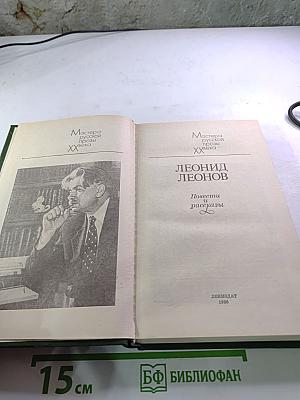 Мастера
русской
прозы
XX века
Мастера
русской
прозы
XX века
ЛЕОНИД
ЛЕОНОВ
Повести
и
рассказы
ЛЕНИЗДАТ
1986
15 см
БФ БИБЛИОФАН